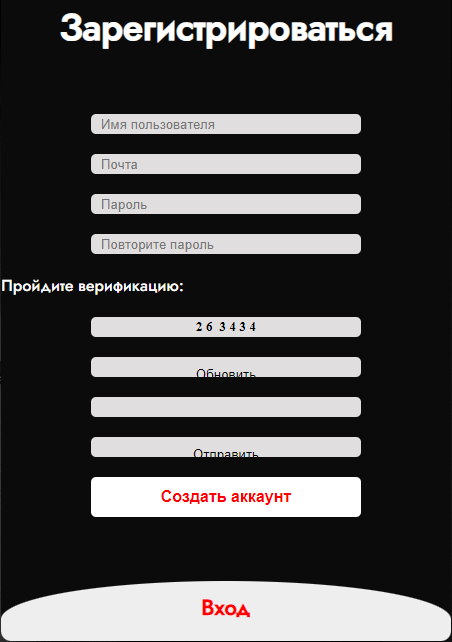 Зарегистрироваться
Имя пользователя
Почта
Пароль
Повторите пароль
Пройдите верификацию:
2 6 3 4 3 4
Обновить
Отправить
Создать аккаунт
Вход